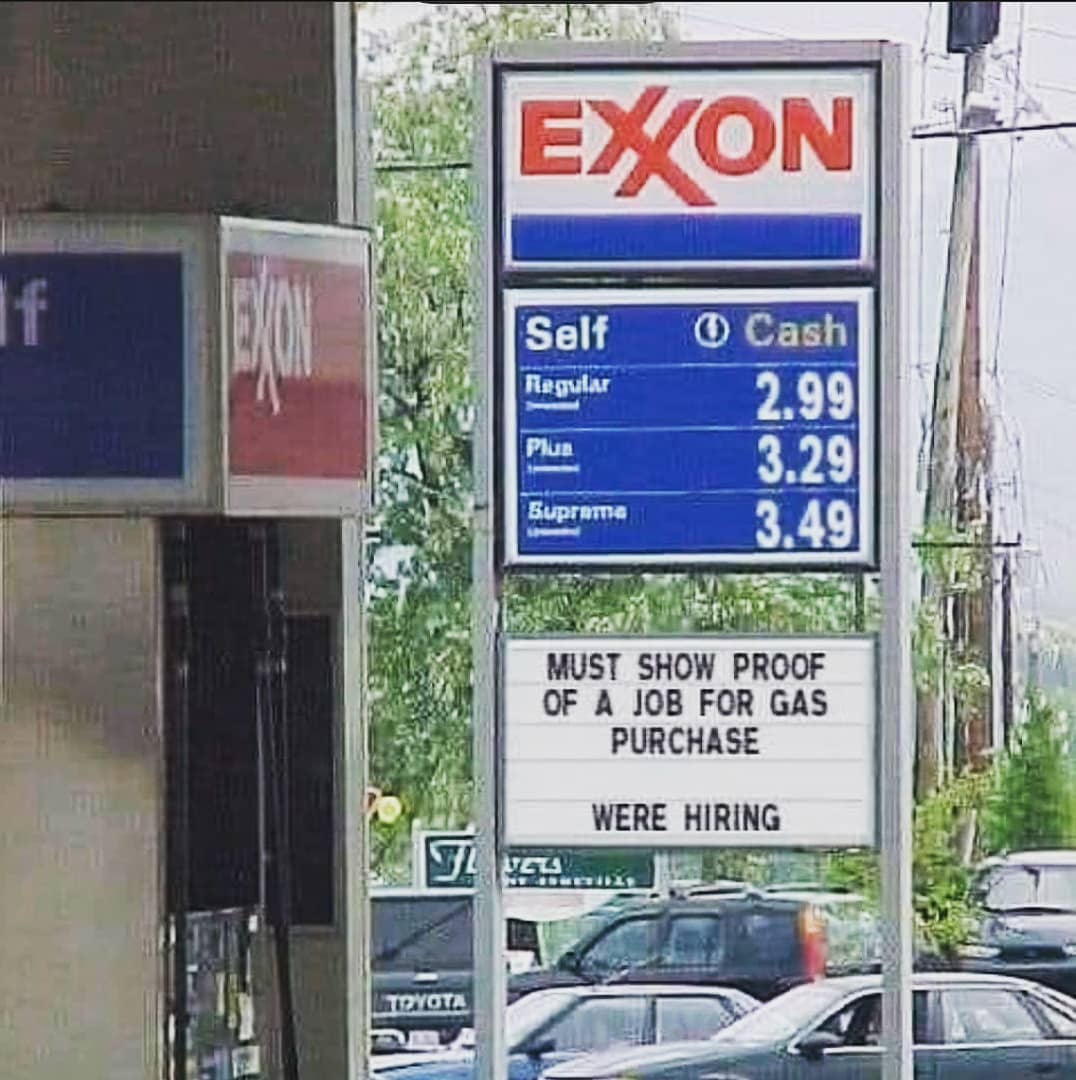 EXXON
Self Cash
Regular 2.99
Plus 3.29
Supreme 3.49
MUST SHOW PROOF
OF A JOB FOR GAS
PURCHASE
WERE HIRING
lf
EXXON
TOYOTA